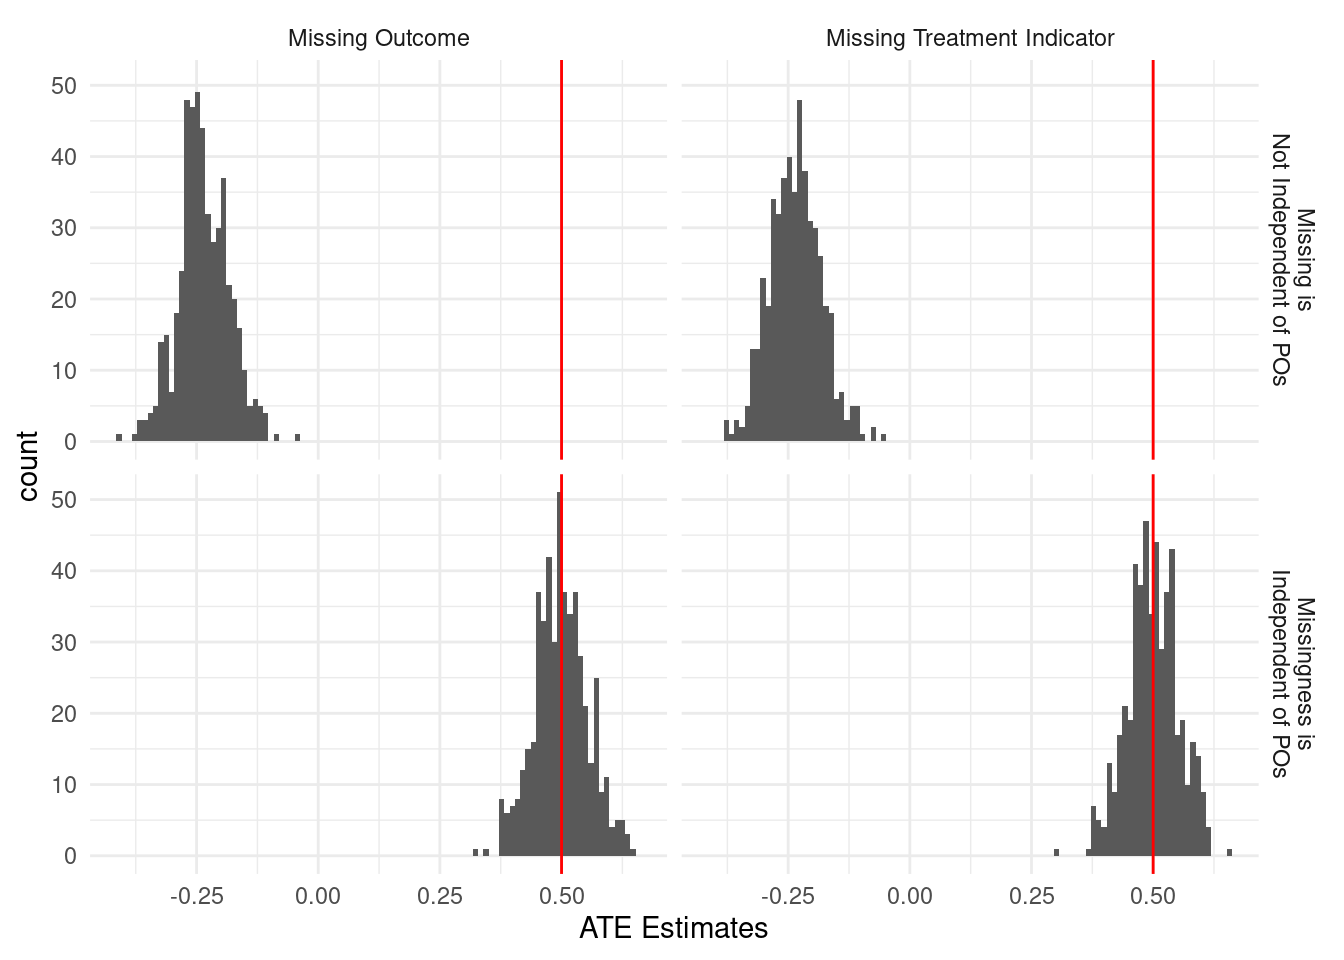 Missing Outcome
Missing Treatment Indicator
50
40
30
20
10
0
Missing is
Not Independent of POs
50
40
30
20
10
0
Missingness is
Independent of POs
count
-0.25 0.00 0.25 0.50
-0.25 0.00 0.25 0.50
ATE Estimates